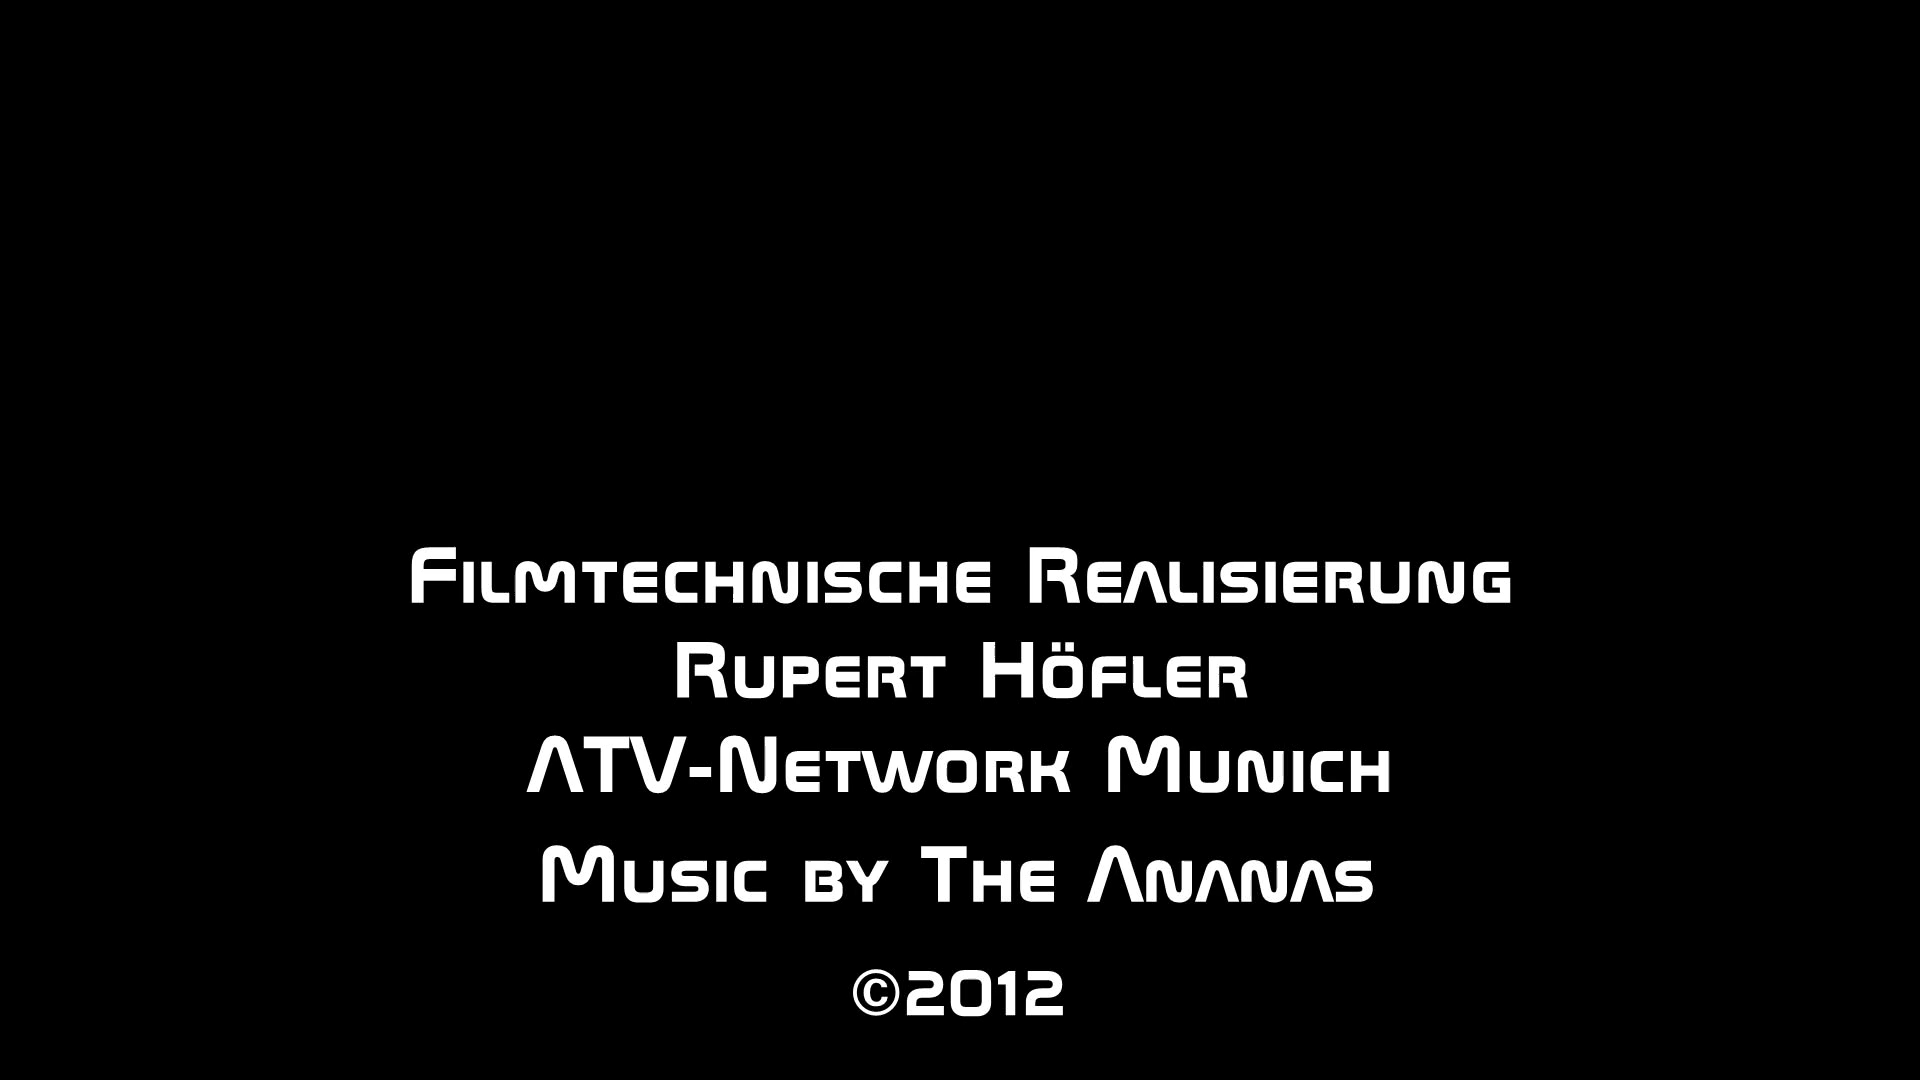 Filmtechnische Realisierung
Rupert Höfler
ATV-Network Munich
Music by The Ananas
©2012